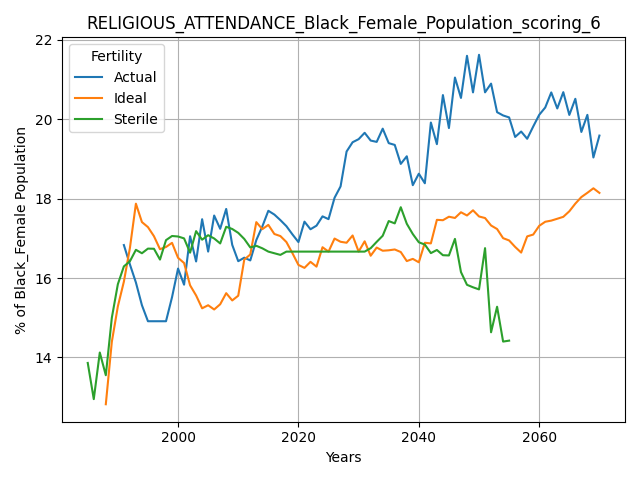 RELIGIOUS_ATTENDANCE_Black_Female_Population_scoring_6
Fertility
Actual
Ideal
Sterile
% of Black_Female Population
22
20
18
16
14
2000
2020
2040
2060
Years